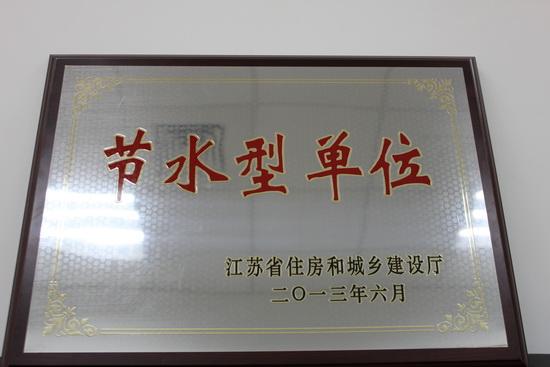 节水型单位
江苏省住房和城乡建设厅
二〇一三年六月